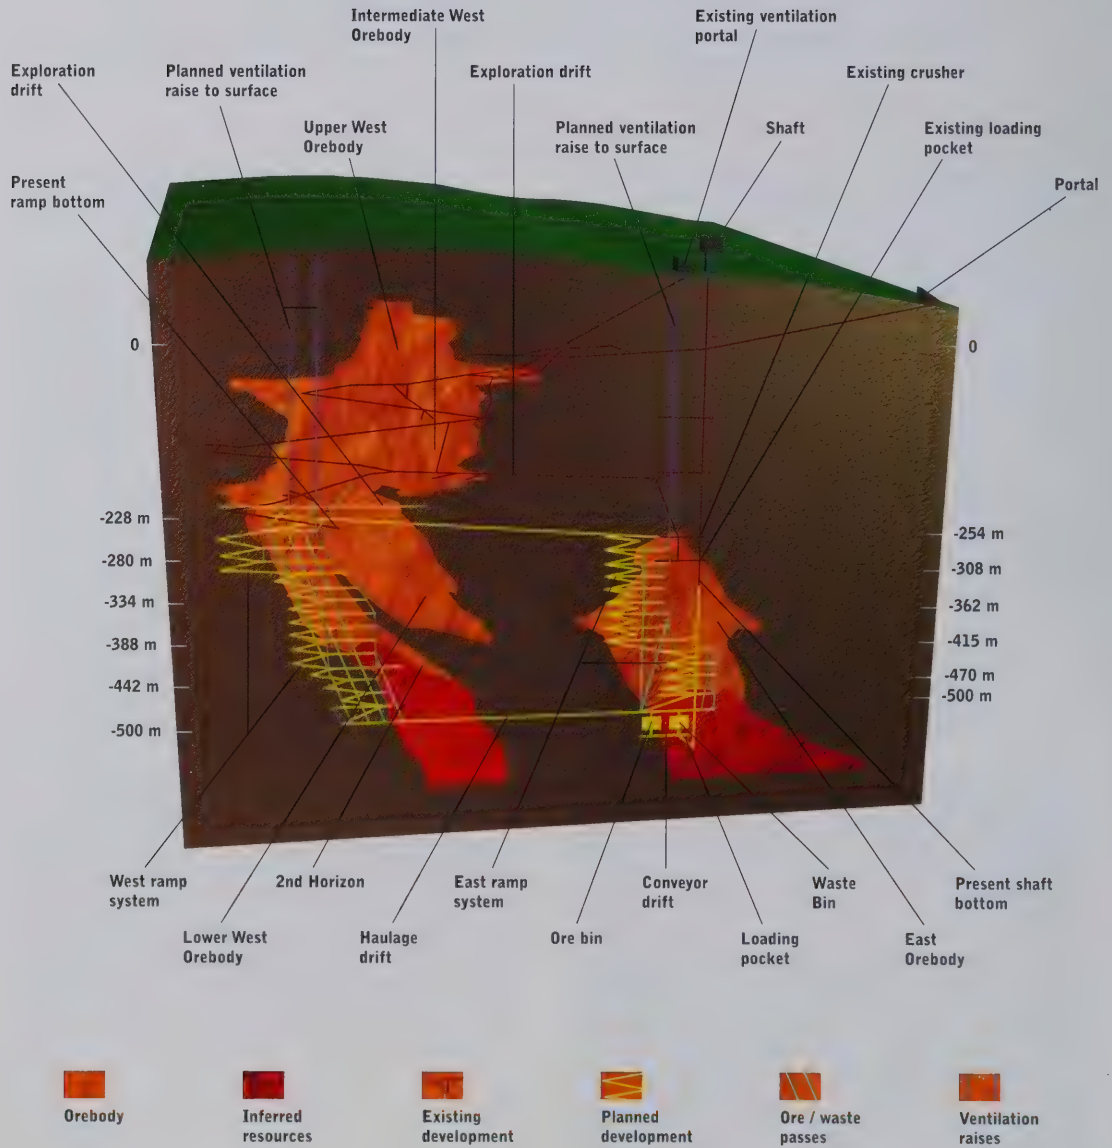 Intermediate West
Orebody
Existing ventilation
portal
Exploration
drift
Planned ventilation
raise to surface
Exploration drift
Existing crusher
Upper West
Orebody
Planned ventilation
raise to surface
Shaft
Existing loading
pocket
Present
ramp bottom
Portal
0
0
-228 m
-280 m
-334 m
-388 m
-442 m
-500 m
-254 m
-308 m
-362 m
-415 m
-470 m
-500 m
West ramp
system
2nd Horizon
East ramp
system
Conveyor
drift
Waste
Bin
Present shaft
bottom
Lower West
Orebody
Haulage
drift
Ore bin
Loading
pocket
East
Orebody
Orebody
Inferred
resources
Existing
development
Planned
development
Ore / waste
passes
Ventilation
raises